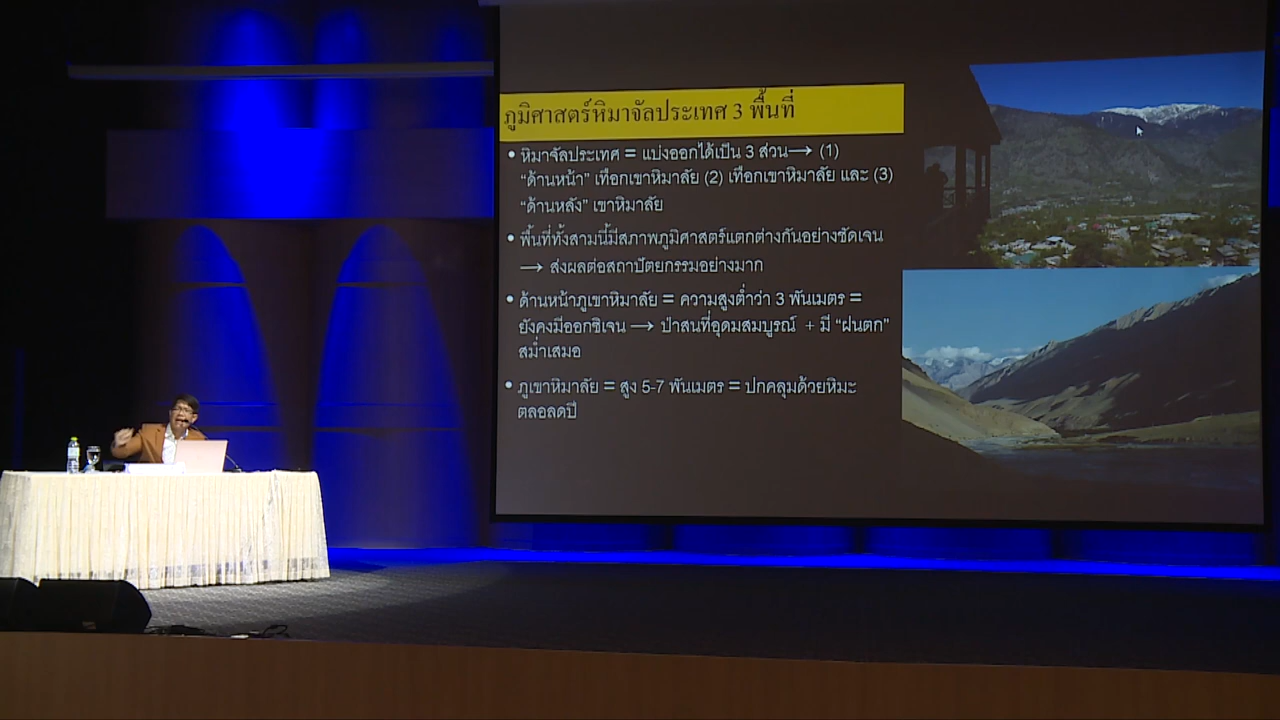 ภูมิศาสตร์หิมาจัลประเทศ 3 พื้นที่
• หิมาจัลประเทศ = แบ่งออกได้เป็น 3 ส่วน→ (1)
“ด้านหน้า” เทือกเขาหิมาลัย (2) เทือกเขาหิมาลัย และ (3)
“ด้านหลัง” เขาหิมาลัย
• พื้นที่ทั้งสามนี้มีสภาพภูมิศาสตร์แตกต่างกันอย่างชัดเจน
→ ส่งผลต่อสถาปัตยกรรมอย่างมาก
• ด้านหน้าภูเขาหิมาลัย = ความสูงต่ำว่า 3 พันเมตร =
ยังคงมีออกซิเจน → ป่าสนที่อุดมสมบูรณ์ + มี “ฝนตก”
สม่ำเสมอ
• ภูเขาหิมาลัย = สูง 5-7 พันเมตร = ปกคลุมด้วยหิมะ
ตลอลดปี